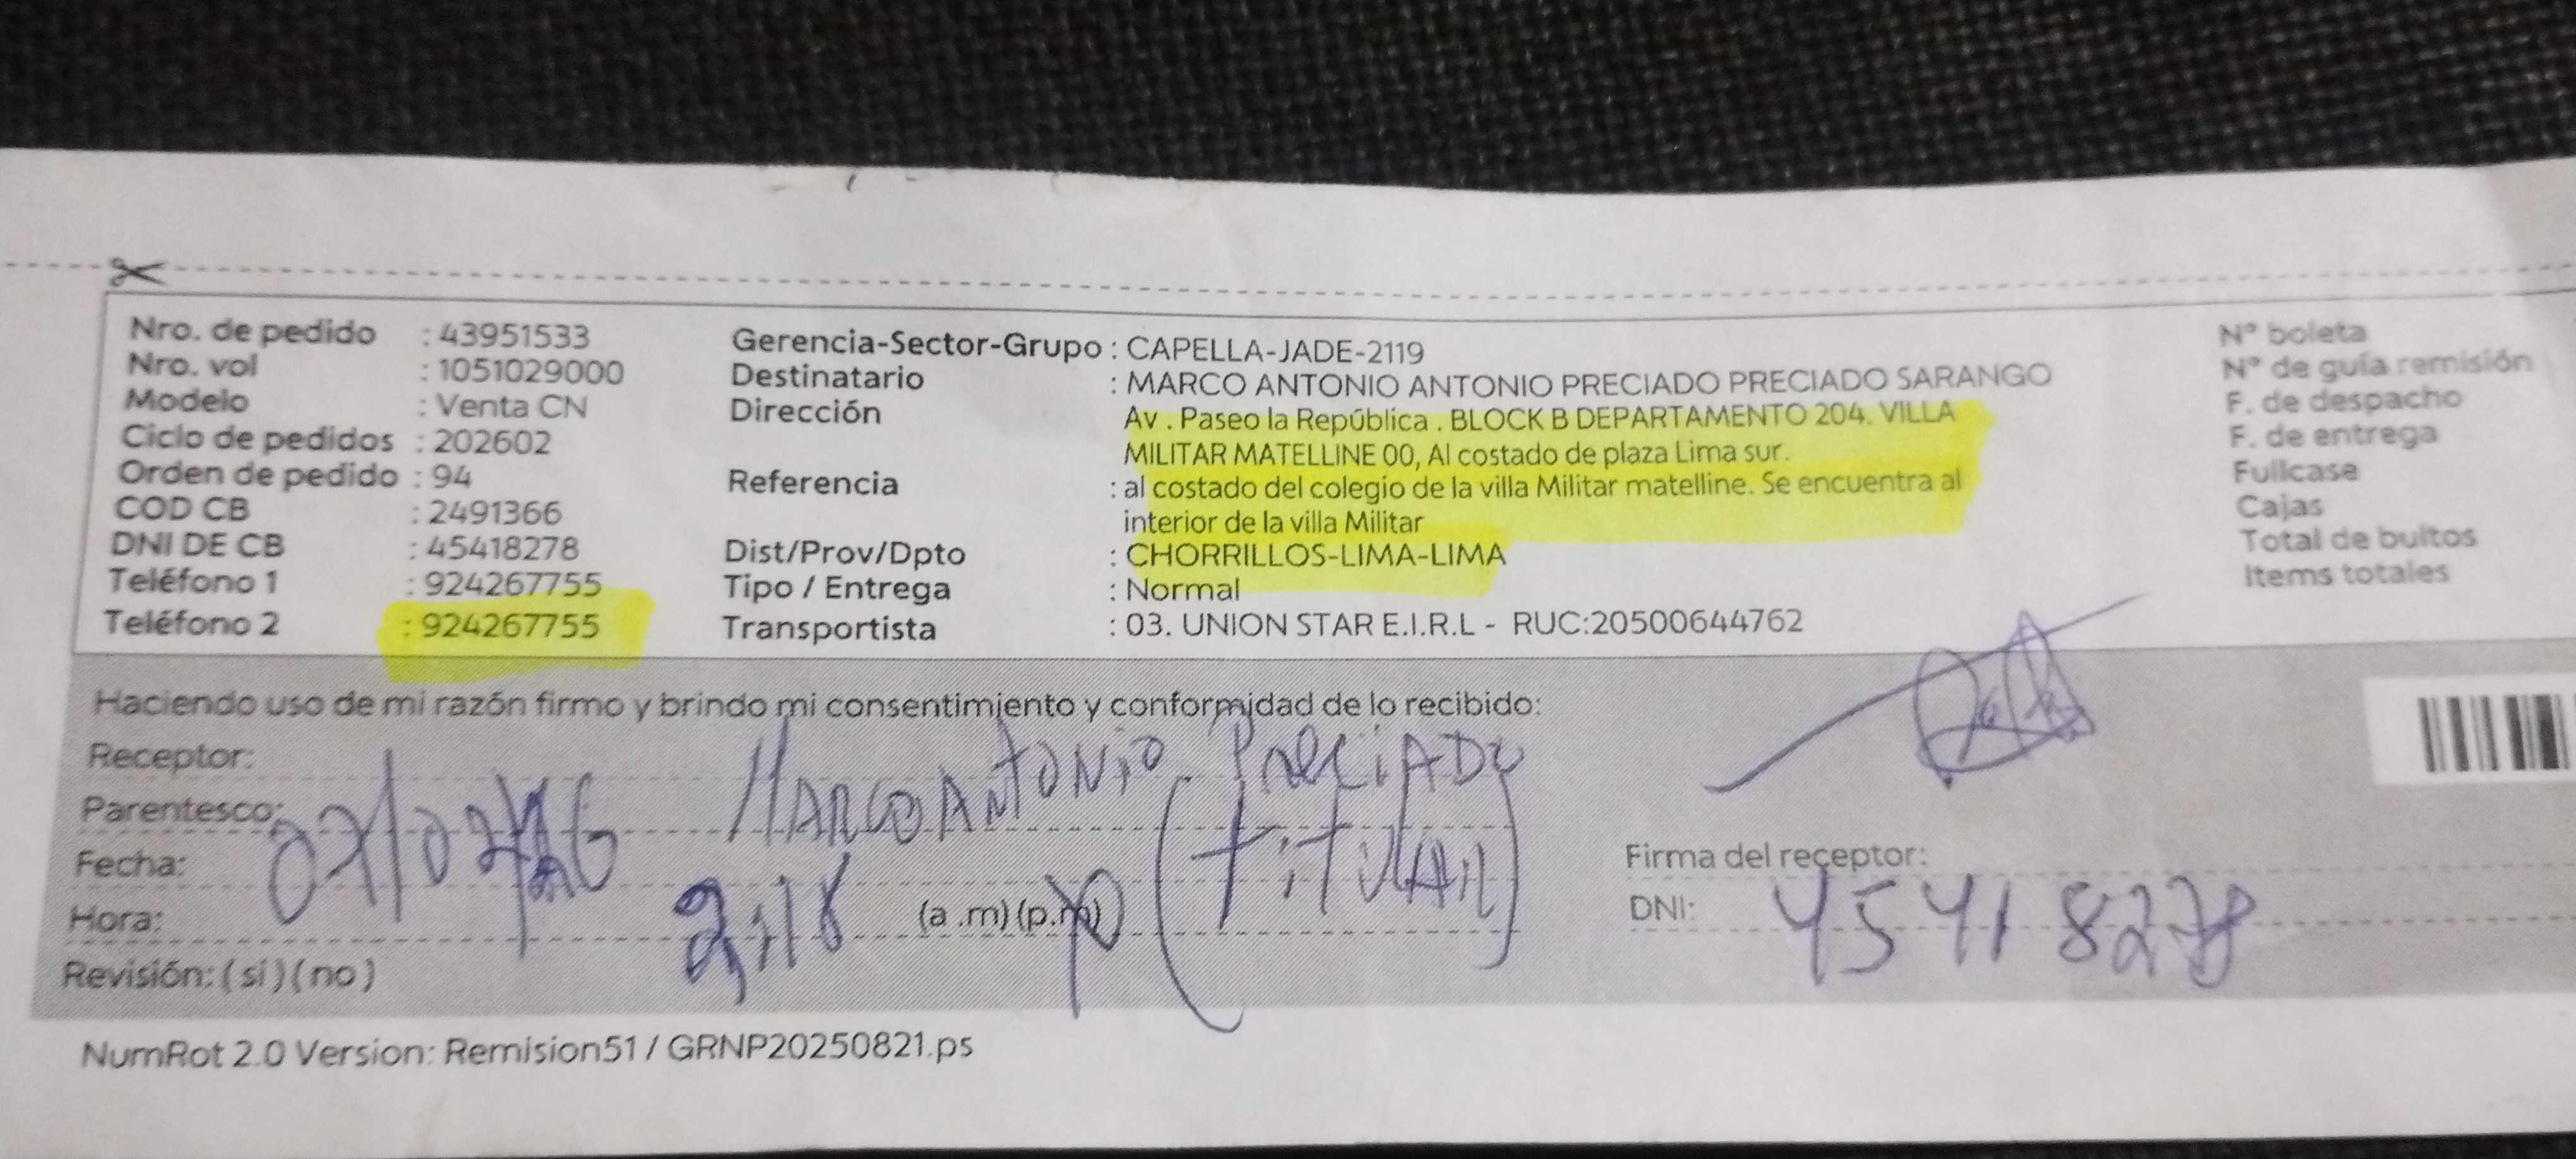 Nro. de pedido : 43951533
Nro. vol : 1051029000
Modelo : Venta CN
Ciclo de pedidos : 202602
Orden de pedido : 94
COD CB : 2491366
DNI DE CB : 45418278
Teléfono 1 : 924267755
Teléfono 2 : 924267755
Gerencia-Sector-Grupo : CAPELLA-JADE-2119
Destinatario : MARCO ANTONIO ANTONIO PRECIADO PRECIADO SARANGO
Dirección Av . Paseo la República . BLOCK B DEPARTAMENTO 204. VILLA
MILITAR MATELLINE 00, Al costado de plaza Lima sur.
Referencia : al costado del colegio de la villa Militar matelline. Se encuentra al
interior de la villa Militar
Dist/Prov/Dpto : CHORRILLOS-LIMA-LIMA
Tipo / Entrega : Normal
Transportista : 03. UNION STAR E.I.R.L - RUC:20500644762
N° boleta
N° de guía remisión
F. de despacho
F. de entrega
Fullcase
Cajas
Total de bultos
Items totales
Haciendo uso de mi razón firmo y brindo mi consentimiento y conformidad de lo recibido:
Receptor: MARCO ANTONIO PRECIADO
Parentesco: (TITULAR)
Fecha:
Hora: (a .m) (p.m)
Revisión: ( si ) ( no )
Firma del receptor:
DNI: 45418278
NumRot 2.0 Version: Remision51 / GRNP20250821.ps